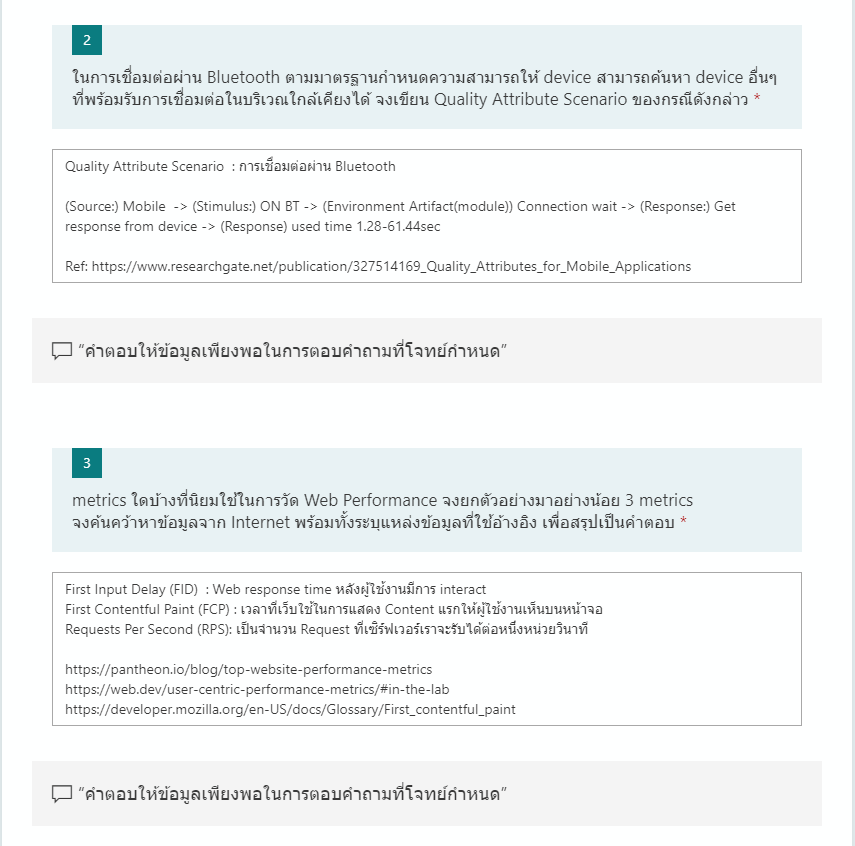 2
ในการเชื่อมต่อผ่าน Bluetooth ตามมาตรฐานกำหนดความสามารถให้ device สามารถค้นหา device อื่นๆ
ที่พร้อมรับการเชื่อมต่อในบริเวณใกล้เคียงได้ จงเขียน Quality Attribute Scenario ของกรณีดังกล่าว *
Quality Attribute Scenario  : การเชื่อมต่อผ่าน Bluetooth
(Source:) Mobile  -> (Stimulus:) ON BT -> (Environment Artifact(module)) Connection wait -> (Response:) Get
response from device -> (Response) used time 1.28-61.44sec
Ref: https://www.researchgate.net/publication/327514169_Quality_Attributes_for_Mobile_Applications
“คำตอบให้ข้อมูลเพียงพอในการตอบคำถามที่โจทย์กำหนด”
3
metrics ใดบ้างที่นิยมใช้ในการวัด Web Performance จงยกตัวอย่างมาอย่างน้อย 3 metrics
จงค้นคว้าหาข้อมูลจาก Internet พร้อมทั้งระบุแหล่งข้อมูลที่ใช้อ้างอิง เพื่อสรุปเป็นคำตอบ *
First Input Delay (FID)  : Web response time หลังผู้ใช้งานมีการ interact
First Contentful Paint (FCP) : เวลาที่เว็บใช้ในการแสดง Content แรกให้ผู้ใช้งานเห็นบนหน้าจอ
Requests Per Second (RPS): เป็นจำนวน Request ที่เซิร์ฟเวอร์เราจะรับได้ต่อหนึ่งหน่วยวินาที
https://pantheon.io/blog/top-website-performance-metrics
https://web.dev/user-centric-performance-metrics/#in-the-lab
https://developer.mozilla.org/en-US/docs/Glossary/First_contentful_paint
“คำตอบให้ข้อมูลเพียงพอในการตอบคำถามที่โจทย์กำหนด”